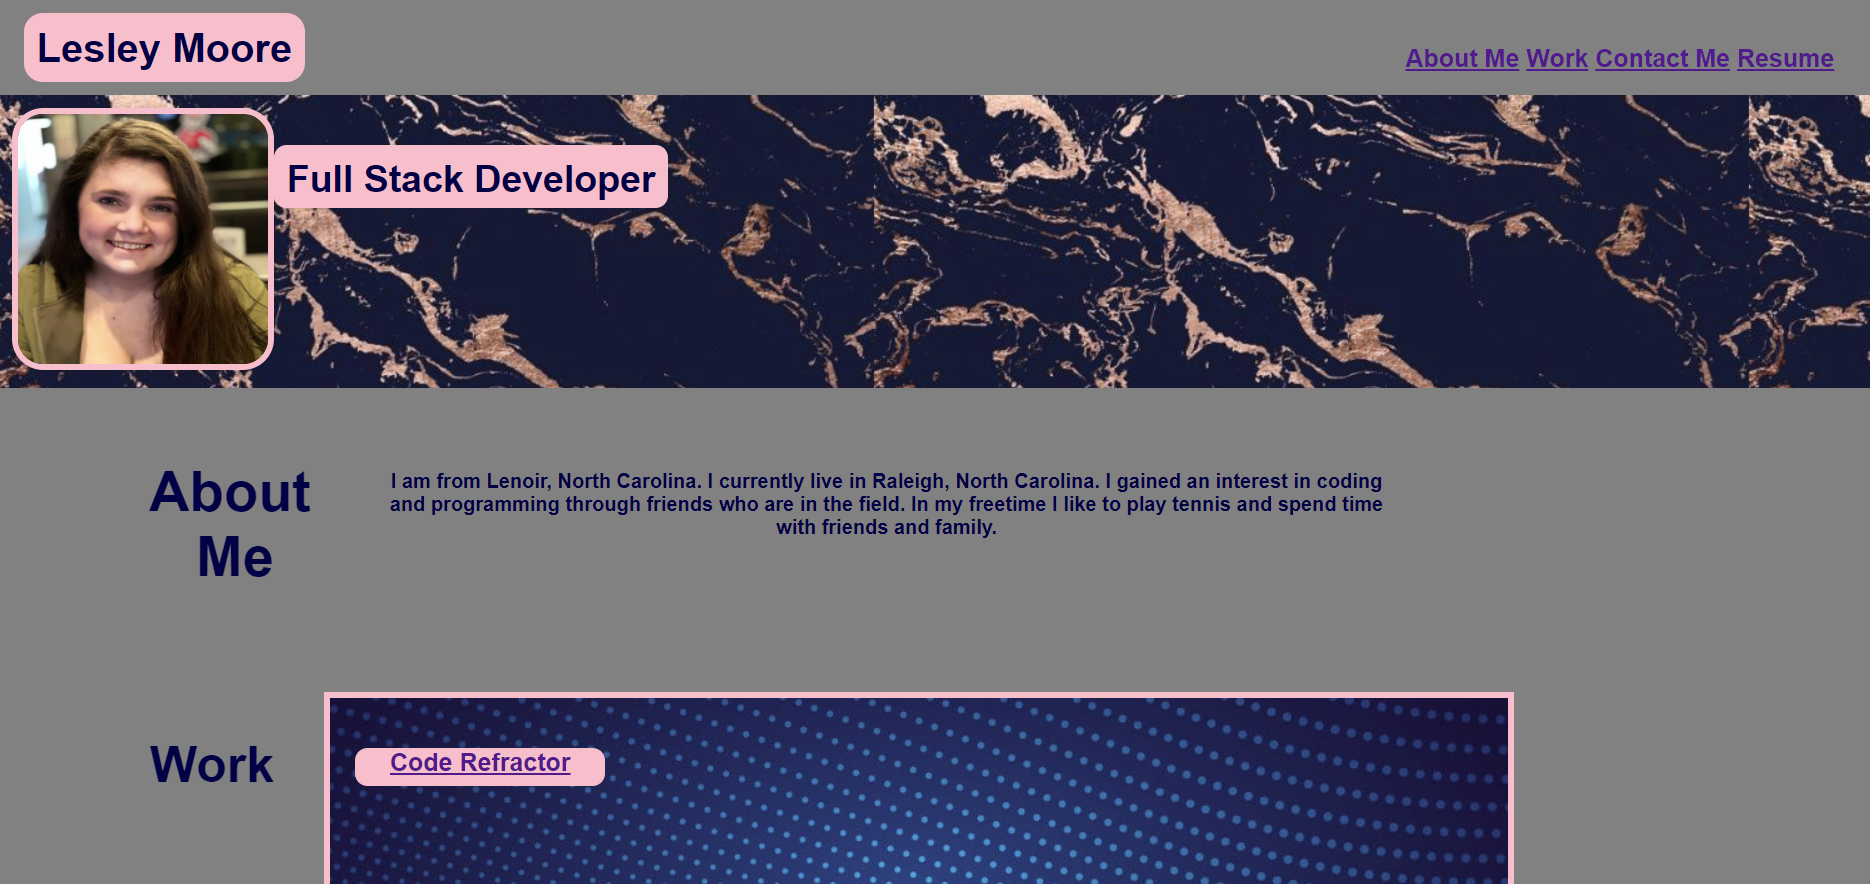 Lesley Moore
About Me Work Contact Me Resume
Full Stack Developer
About
Me
I am from Lenoir, North Carolina. I currently live in Raleigh, North Carolina. I gained an interest in coding
and programming through friends who are in the field. In my freetime I like to play tennis and spend time
with friends and family.
Work
Code Refractor